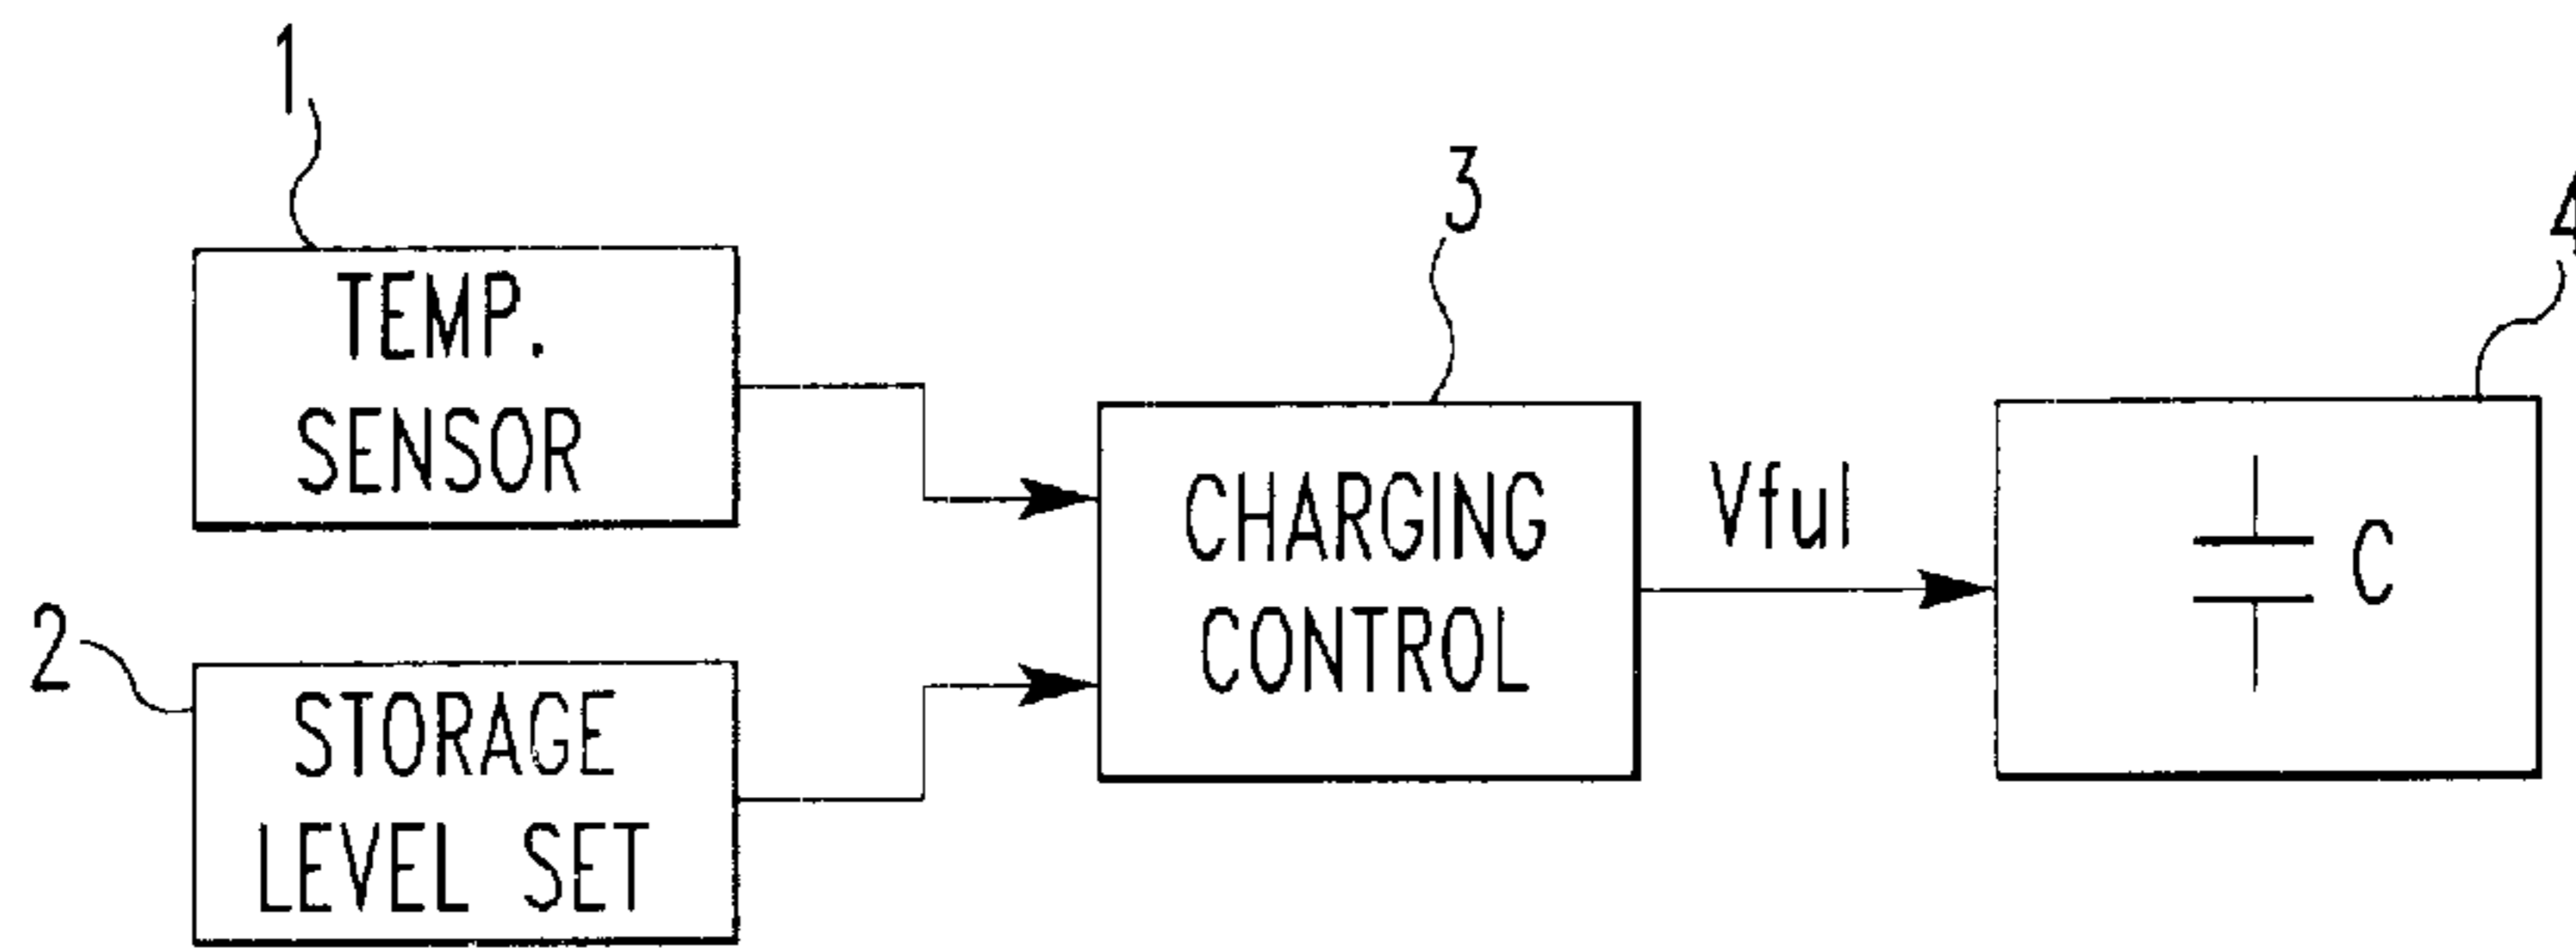 1
TEMP.
SENSOR
2
STORAGE
LEVEL SET
3
CHARGING
CONTROL
Vful
4
C